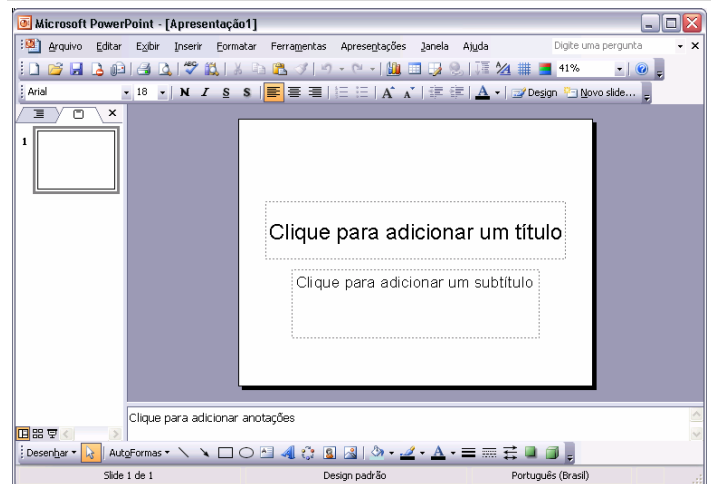 Microsoft PowerPoint - [Apresentação1]
Arquivo Editar Exibir Inserir Formatar Ferramentas Apresentações Janela Ajuda Digite uma pergunta
41%
Arial 18 N I S S A A A Design Novo slide...
1
Clique para adicionar um título
Clique para adicionar um subtítulo
Clique para adicionar anotações
Desenhar AutoFormas A
Slide 1 de 1 Design padrão Português (Brasil)